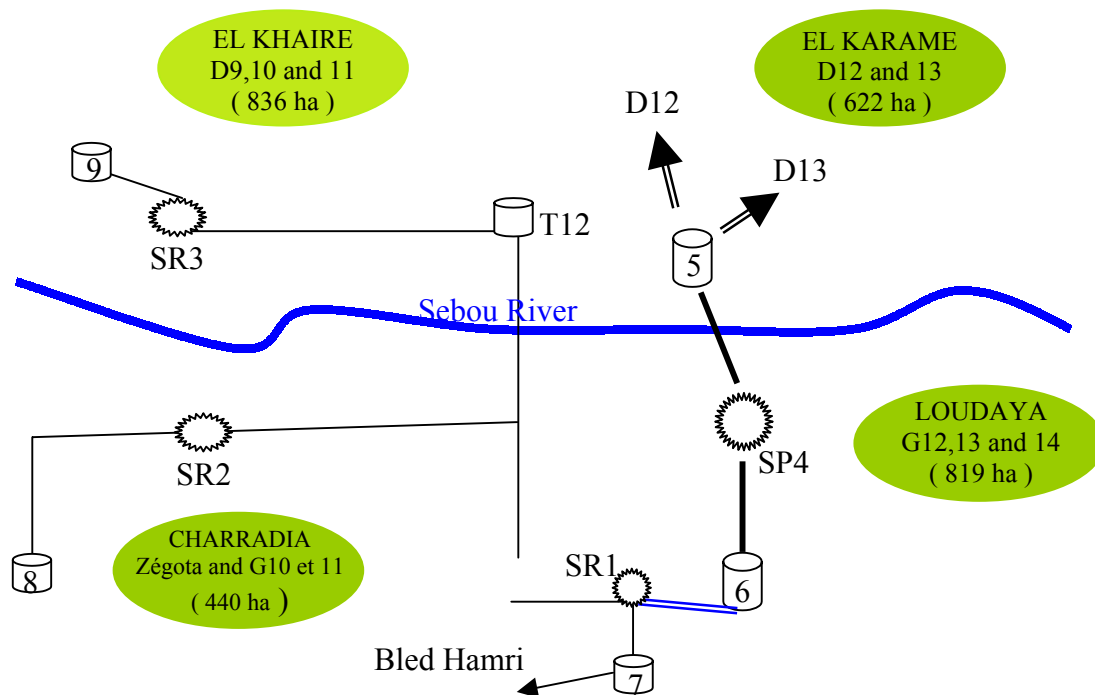 EL KHAIRE
D9,10 and 11
( 836 ha )
EL KARAME
D12 and 13
( 622 ha )
D12
D13
9
T12
SR3
5
Sebou River
LOUDAYA
G12,13 and 14
( 819 ha )
SP4
SR2
CHARRADIA
Zégota and G10 et 11
( 440 ha )
SR1
8
6
Bled Hamri
7